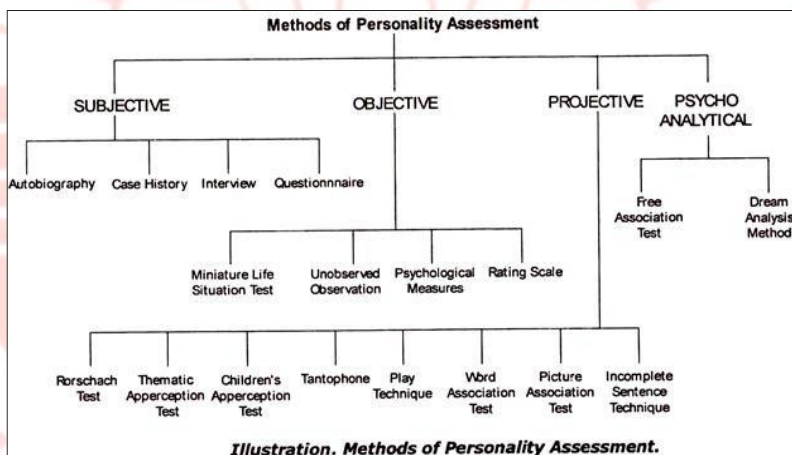 Methods of Personality Assessment
SUBJECTIVE
OBJECTIVE
PROJECTIVE
PSYCHO
ANALYTICAL
Autobiography
Case History
Interview
Questionnnaire
Free
Association
Test
Dream
Analysis
Method
Miniature Life
Situation Test
Unobserved
Observation
Psychological
Measures
Rating Scale
Rorschach
Test
Thematic
Apperception
Test
Children's
Apperception
Test
Tantophone
Play
Technique
Word
Association
Test
Picture
Association
Test
Incomplete
Sentence
Technique
Illustration. Methods of Personality Assessment.